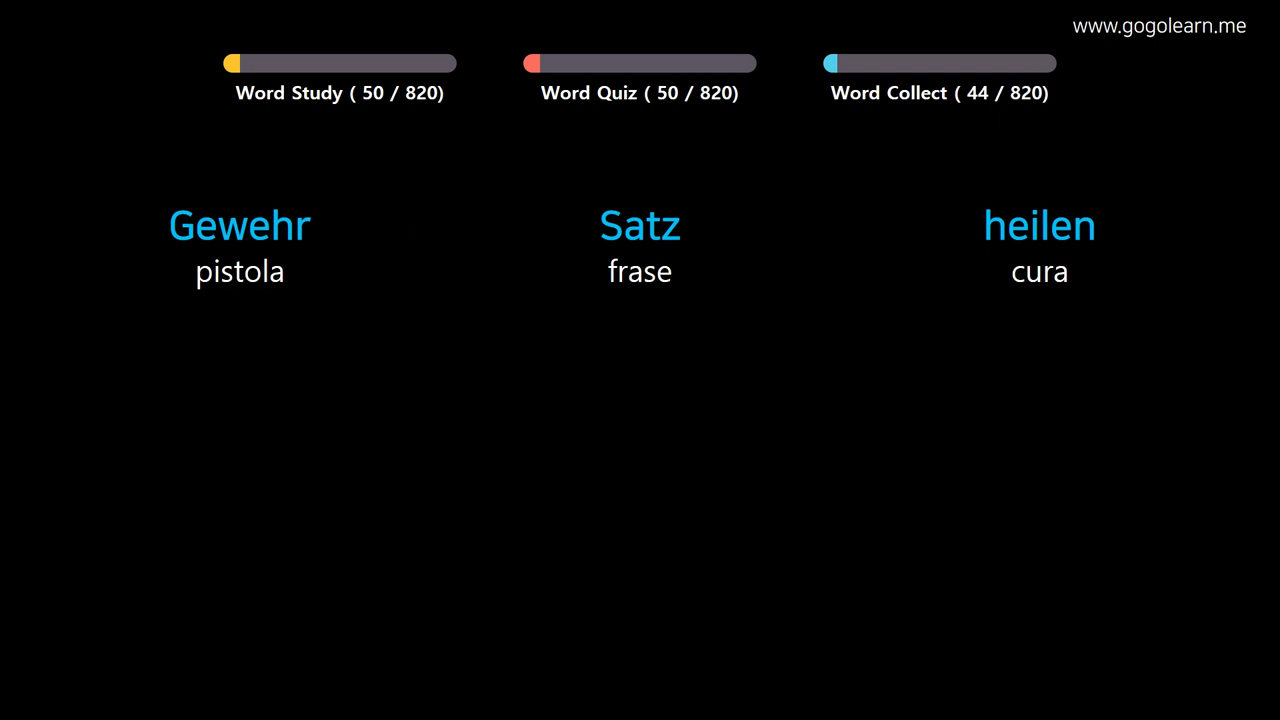 www.gogolearn.me
Word Study ( 50 / 820)
Word Quiz ( 50 / 820)
Word Collect ( 44 / 820)
Gewehr
pistola
Satz
frase
heilen
cura